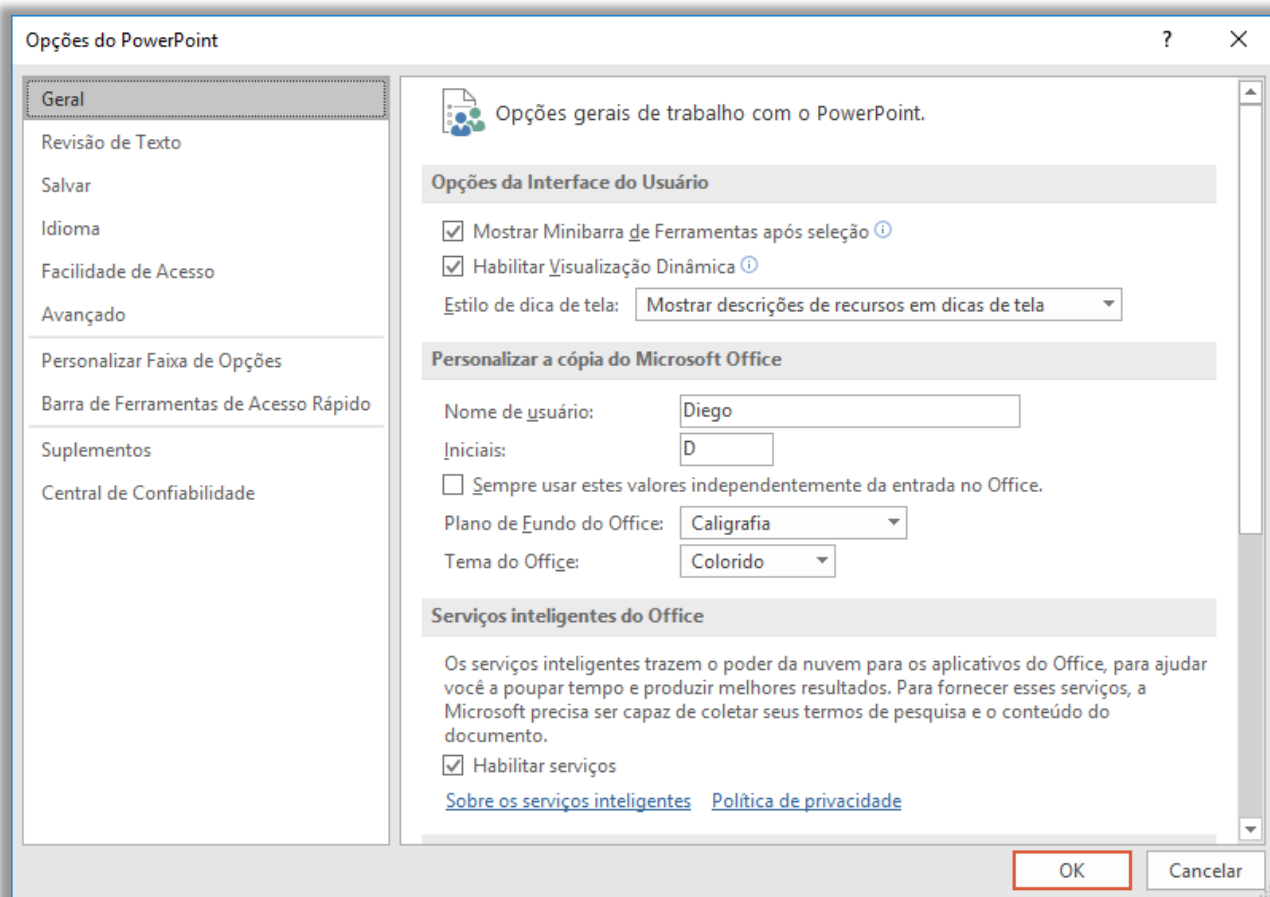 Opções do PowerPoint
?
Geral
Revisão de Texto
Salvar
Idioma
Facilidade de Acesso
Avançado
Personalizar Faixa de Opções
Barra de Ferramentas de Acesso Rápido
Suplementos
Central de Confiabilidade
Opções gerais de trabalho com o PowerPoint.
Opções da Interface do Usuário
Mostrar Minibarra de Ferramentas após seleção
Habilitar Visualização Dinâmica
Estilo de dica de tela: Mostrar descrições de recursos em dicas de tela
Personalizar a cópia do Microsoft Office
Nome de usuário: Diego
Iniciais: D
Sempre usar estes valores independentemente da entrada no Office.
Plano de Fundo do Office: Caligrafia
Tema do Office: Colorido
Serviços inteligentes do Office
Os serviços inteligentes trazem o poder da nuvem para os aplicativos do Office, para ajudar
você a poupar tempo e produzir melhores resultados. Para fornecer esses serviços, a
Microsoft precisa ser capaz de coletar seus termos de pesquisa e o conteúdo do
documento.
Habilitar serviços
Sobre os serviços inteligentes Política de privacidade
OK Cancelar